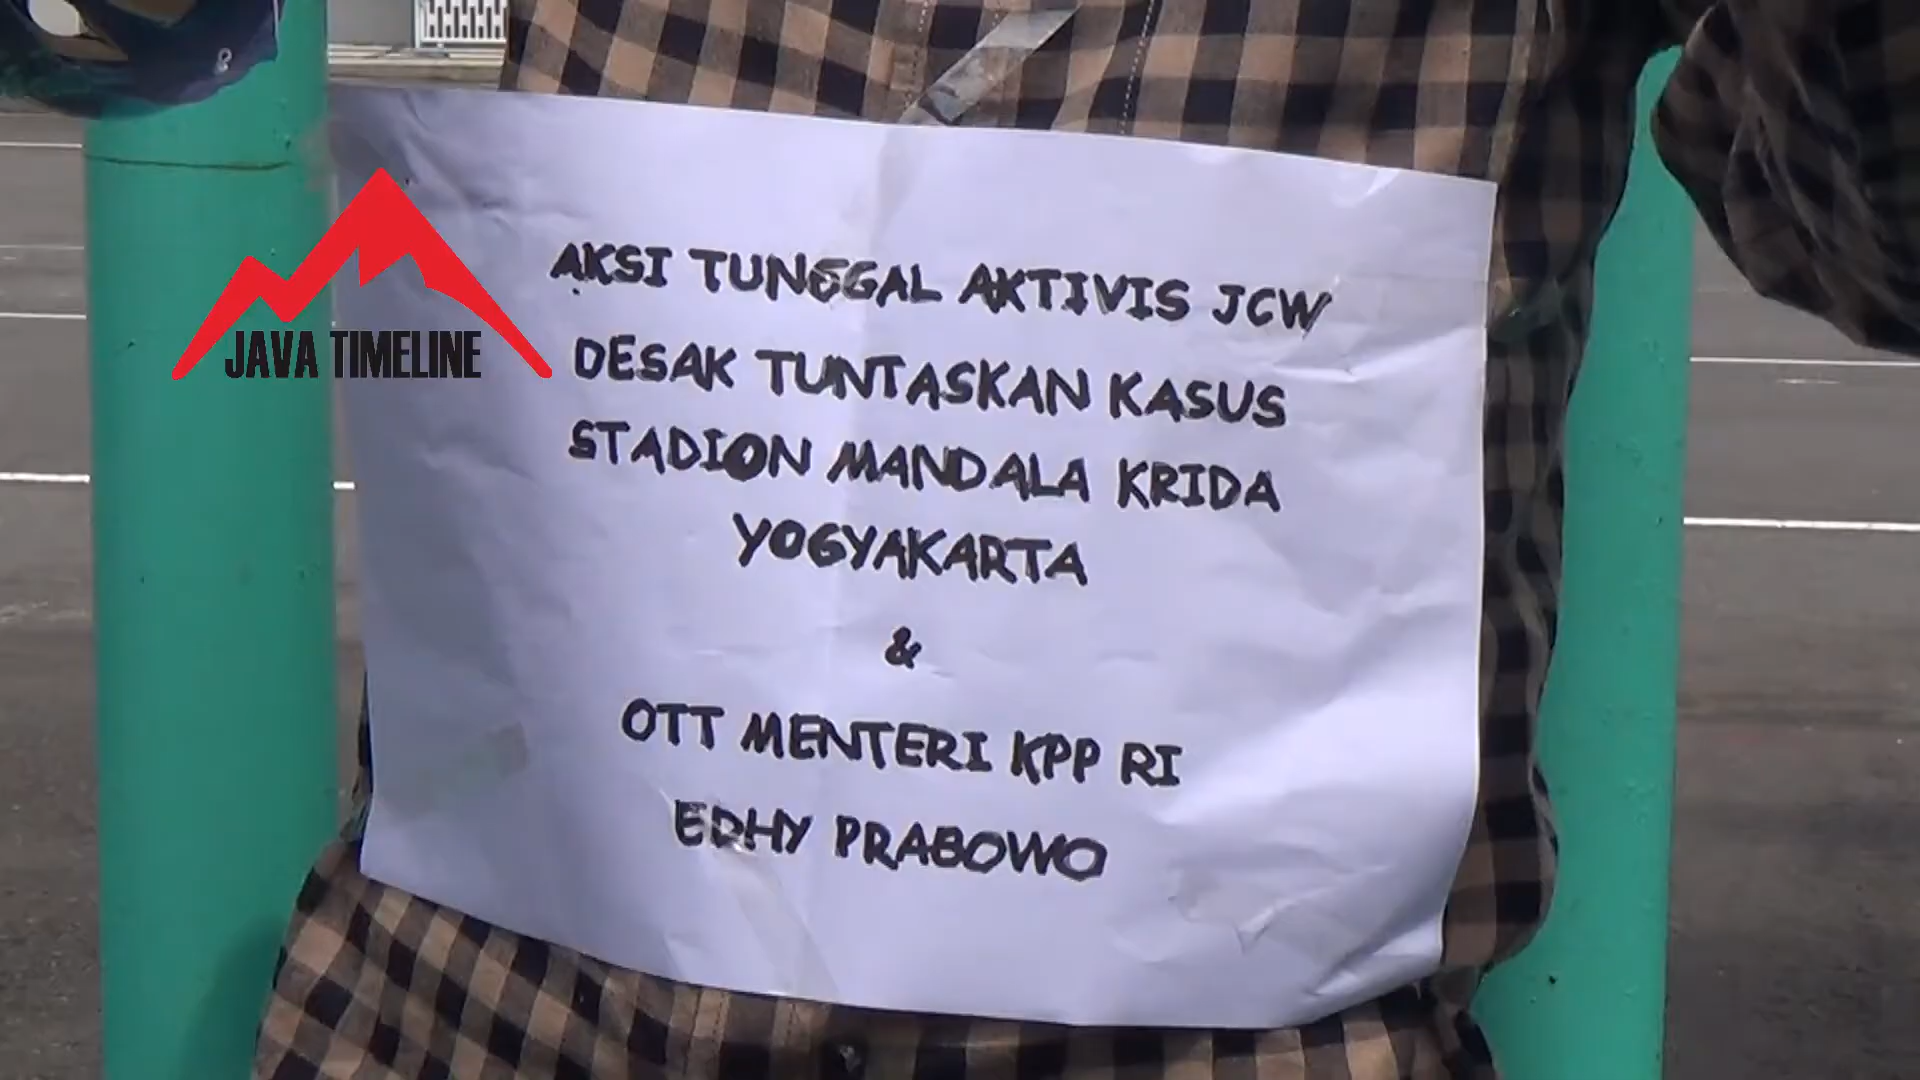 JAVA TIMELINE
AKSI TUNGGAL AKTIVIS JCW
DESAK TUNTASKAN KASUS
STADION MANDALA KRIDA
YOGYAKARTA
&
OTT MENTERI KPP RI
EDHY PRABOWO